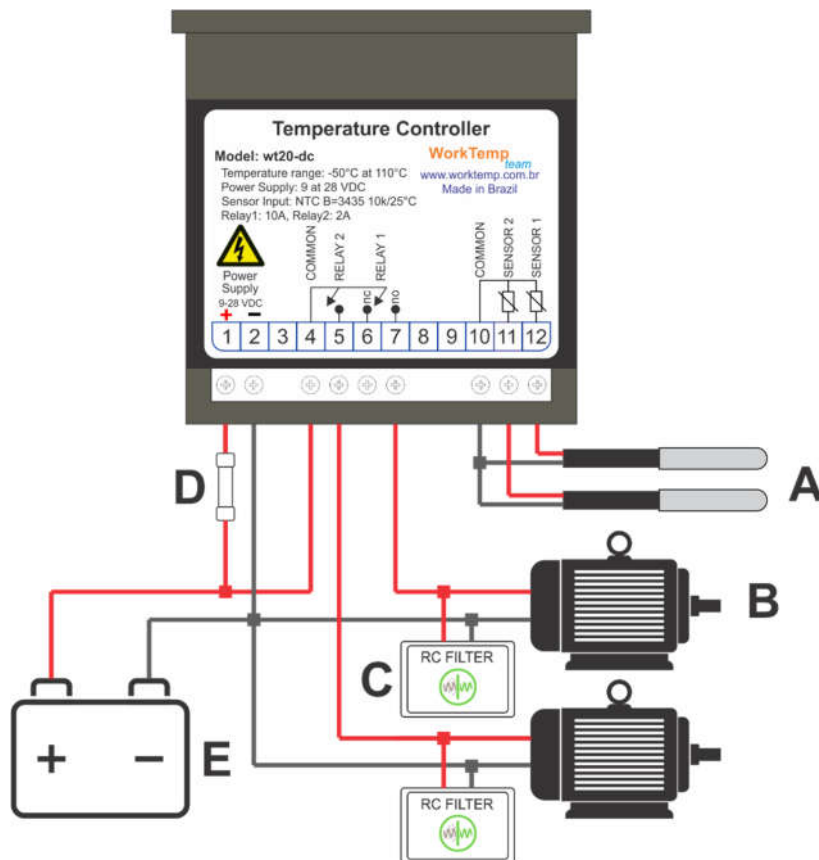 Temperature Controller
Model: wt20-dc
WorkTemp
team
www.worktemp.com.br
Made in Brazil
Temperature range: -50°C at 110°C
Power Supply: 9 at 28 VDC
Sensor Input: NTC B=3435 10k/25°C
Relay1: 10A, Relay2: 2A
Power
Supply
9-28 VDC
+ −
COMMON
RELAY 2
RELAY 1
nc
no
COMMON
SENSOR 2
SENSOR 1
1 2 3 4 5 6 7 8 9 10 11 12
D
A
B
C
RC FILTER
E
+ −
RC FILTER